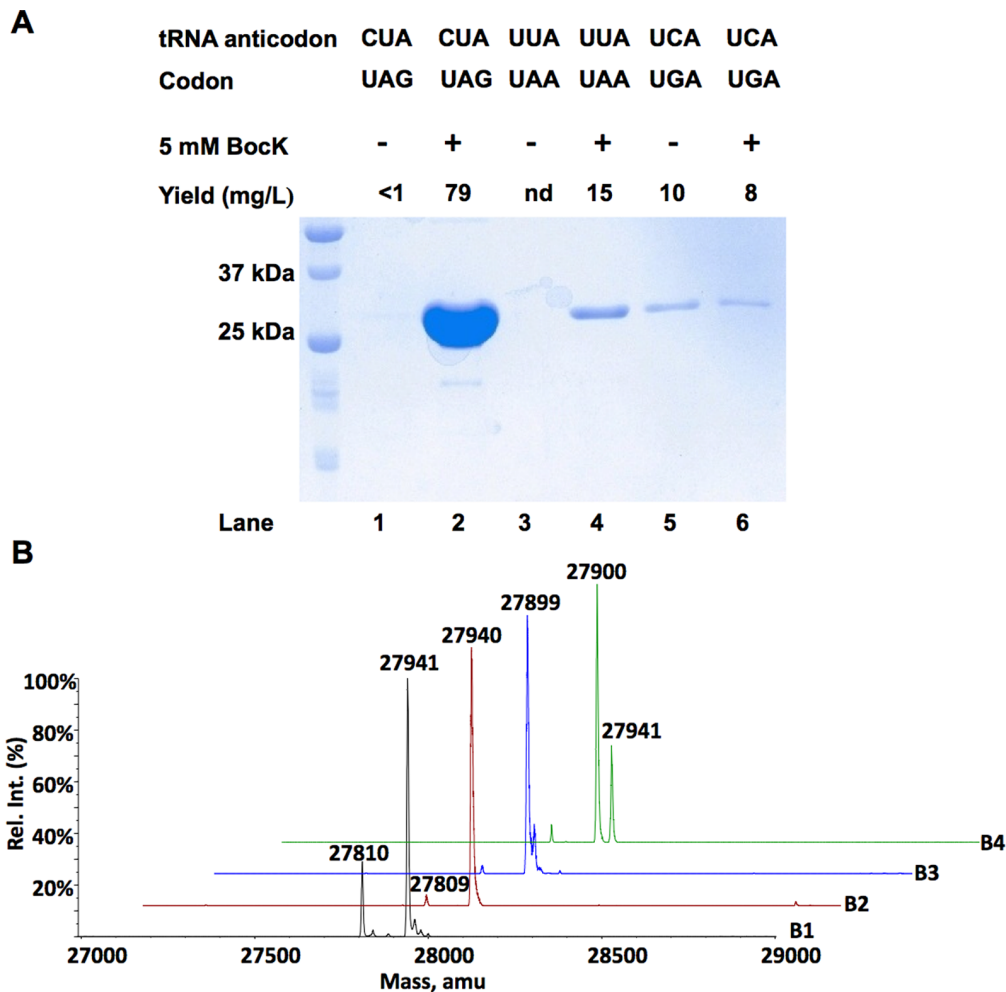 A
tRNA anticodon CUA CUA UUA UUA UCA UCA
Codon UAG UAG UAA UAA UGA UGA
5 mM BocK - + - + - +
Yield (mg/L) <1 79 nd 15 10 8
37 kDa
25 kDa
Lane 1 2 3 4 5 6
B
27900
27899
27940
27941
100%
27941
80%
60%
40%
27810
27809
20%
B4
B3
B2
B1
Rel. Int. (%)
27000 27500 28000 28500 29000
Mass, amu